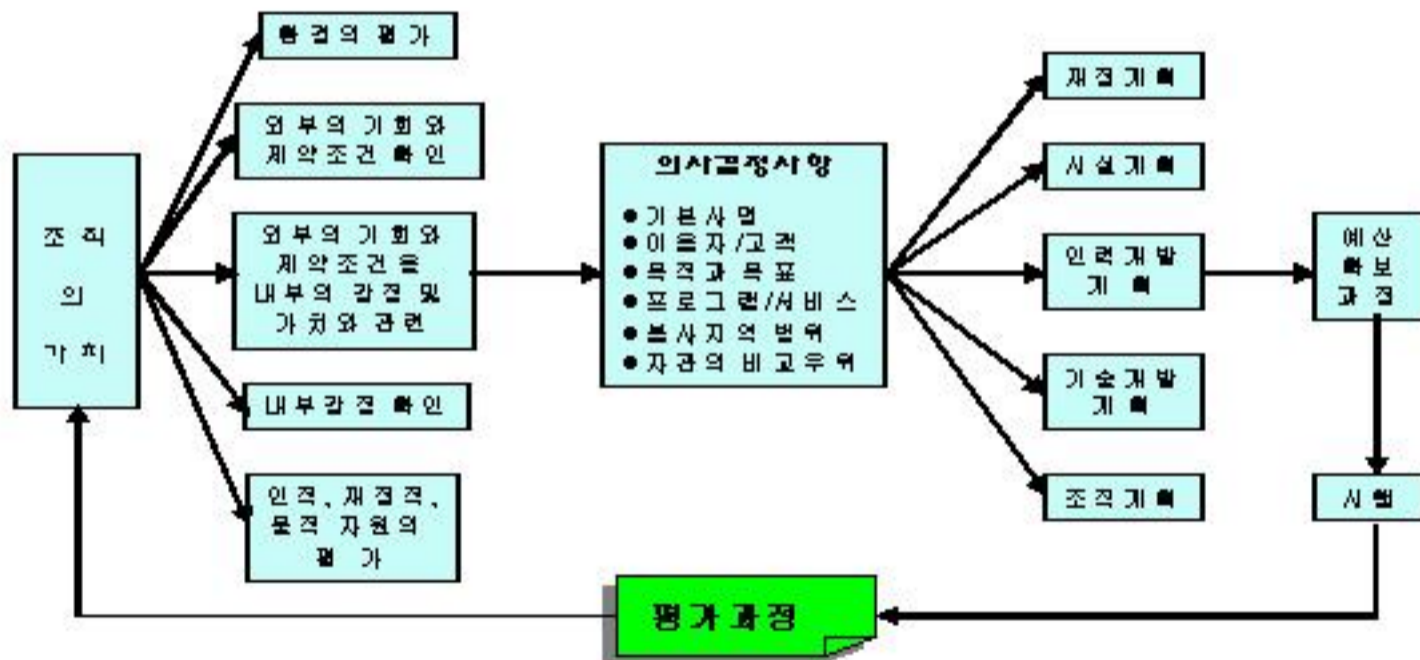 조 직
의
가 치
환 경 의 평 가
외 부 의 기 회 와
제 약 조 건 확 인
외 부 의 기 회 와
제 약 조 건 을
내 부 의 강 점 및
가 치 와 관 련
내 부 강 점 확 인
인 적 , 재 정 적 ,
물 적 자 원 의
평 가
의사결정사항
● 기 본 사 업
● 이 용 자 /고 객
● 목 적 과 목 표
● 프 로 그 램 /서 비 스
● 봉 사 지 역 범 위
● 자 관 의 비 교 우 위
재 정 계 획
시 설 계 획
인 력 개 발
계 획
기 술 개 발
계 획
조 직 계 획
예 산
확 보
과 정
시 행
평 가 과 정